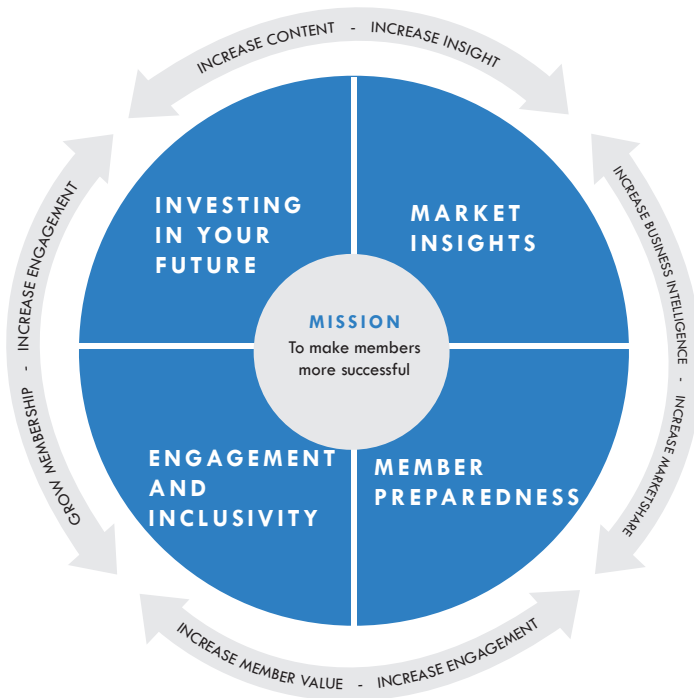 INCREASE CONTENT - INCREASE INSIGHT
INVESTING
IN YOUR
FUTURE
MARKET
INSIGHTS
INCREASE BUSINESS INTELLIGENCE - INCREASE MARKETSHARE
GROW MEMBERSHIP - INCREASE ENGAGEMENT
MISSION
To make members
more successful
ENGAGEMENT
AND
INCLUSIVITY
MEMBER
PREPAREDNESS
INCREASE MEMBER VALUE - INCREASE ENGAGEMENT